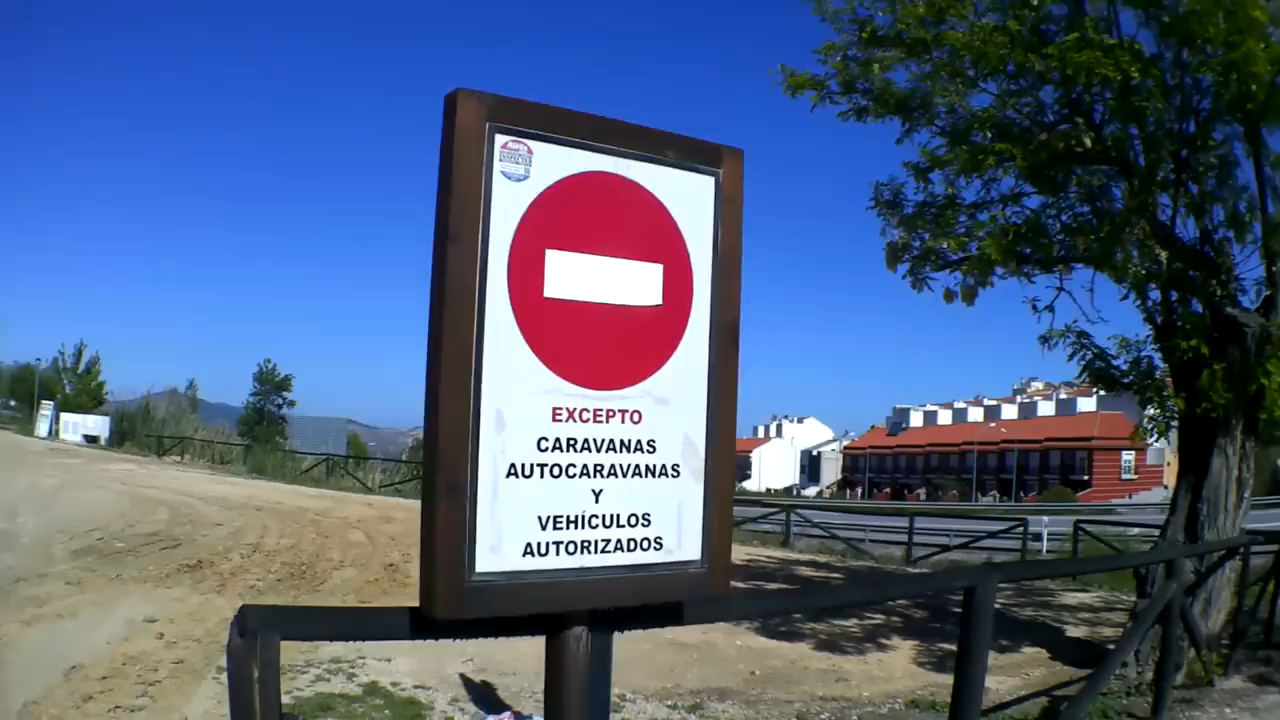 EXCEPTO
CARAVANAS
AUTOCARAVANAS
Y
VEHÍCULOS
AUTORIZADOS